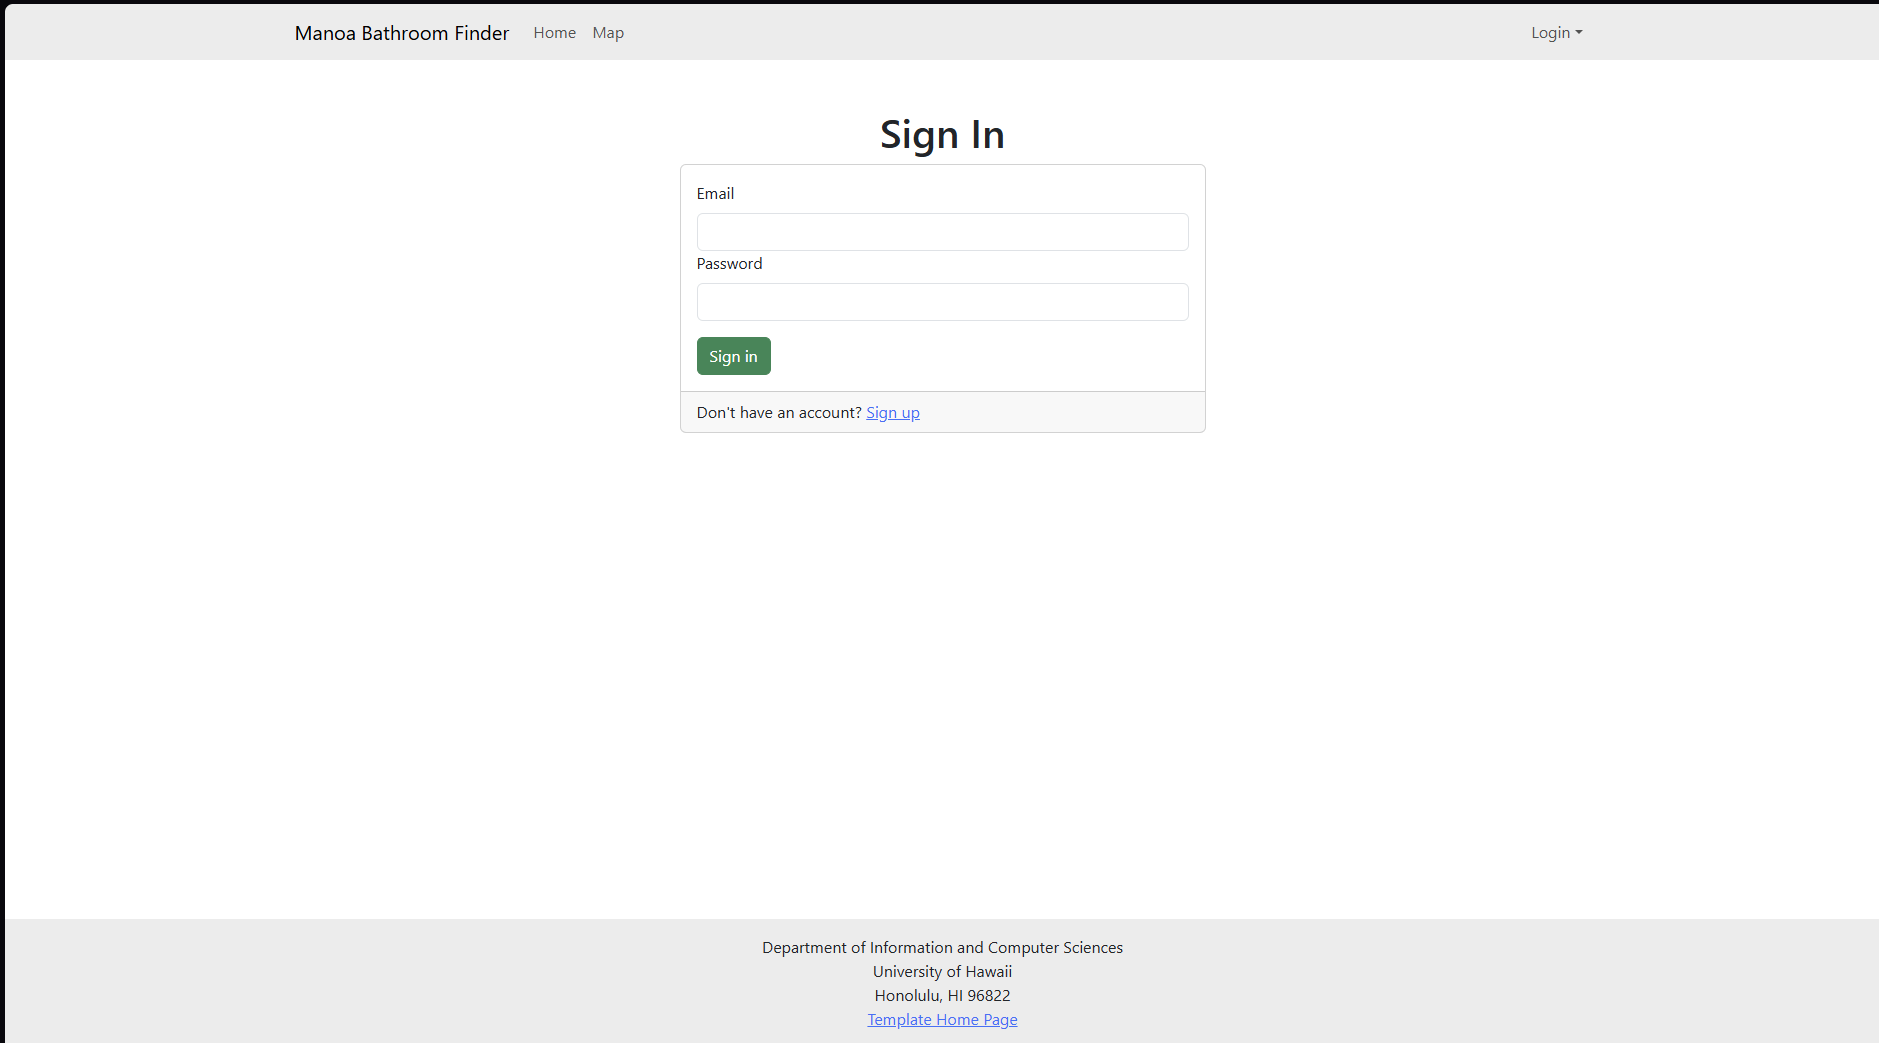 Manoa Bathroom Finder Home Map Login
Sign In
Email
Password
Sign in
Don't have an account? Sign up
Department of Information and Computer Sciences
University of Hawaii
Honolulu, HI 96822
Template Home Page